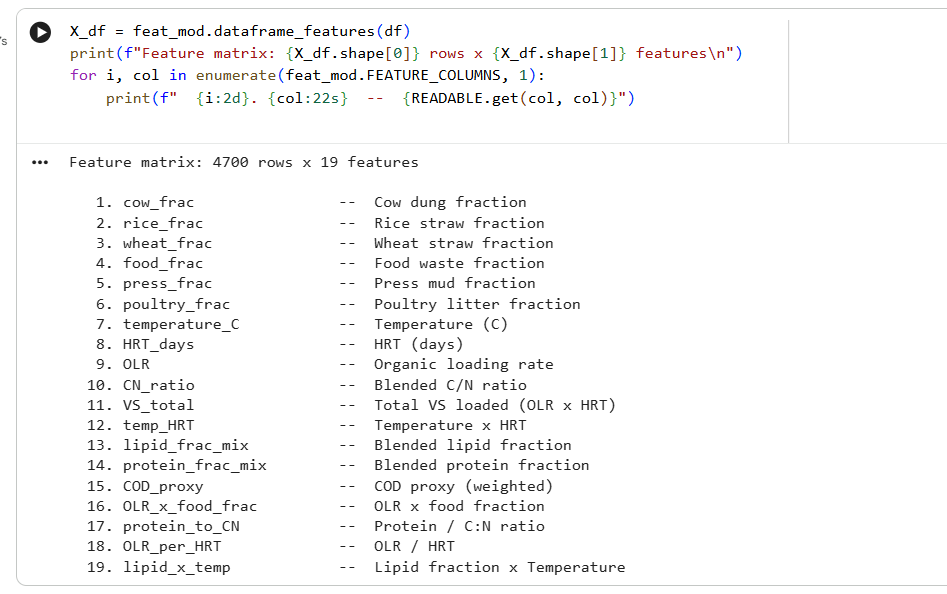 's
X_df = feat_mod.dataframe_features(df)
print(f"Feature matrix: {X_df.shape[0]} rows x {X_df.shape[1]} features\n")
for i, col in enumerate(feat_mod.FEATURE_COLUMNS, 1):
    print(f"  {i:2d}. {col:22s}  --  {READABLE.get(col, col)}")
Feature matrix: 4700 rows x 19 features
1. cow_frac -- Cow dung fraction
2. rice_frac -- Rice straw fraction
3. wheat_frac -- Wheat straw fraction
4. food_frac -- Food waste fraction
5. press_frac -- Press mud fraction
6. poultry_frac -- Poultry litter fraction
7. temperature_C -- Temperature (C)
8. HRT_days -- HRT (days)
9. OLR -- Organic loading rate
10. CN_ratio -- Blended C/N ratio
11. VS_total -- Total VS loaded (OLR x HRT)
12. temp_HRT -- Temperature x HRT
13. lipid_frac_mix -- Blended lipid fraction
14. protein_frac_mix -- Blended protein fraction
15. COD_proxy -- COD proxy (weighted)
16. OLR_x_food_frac -- OLR x food fraction
17. protein_to_CN -- Protein / C:N ratio
18. OLR_per_HRT -- OLR / HRT
19. lipid_x_temp -- Lipid fraction x Temperature